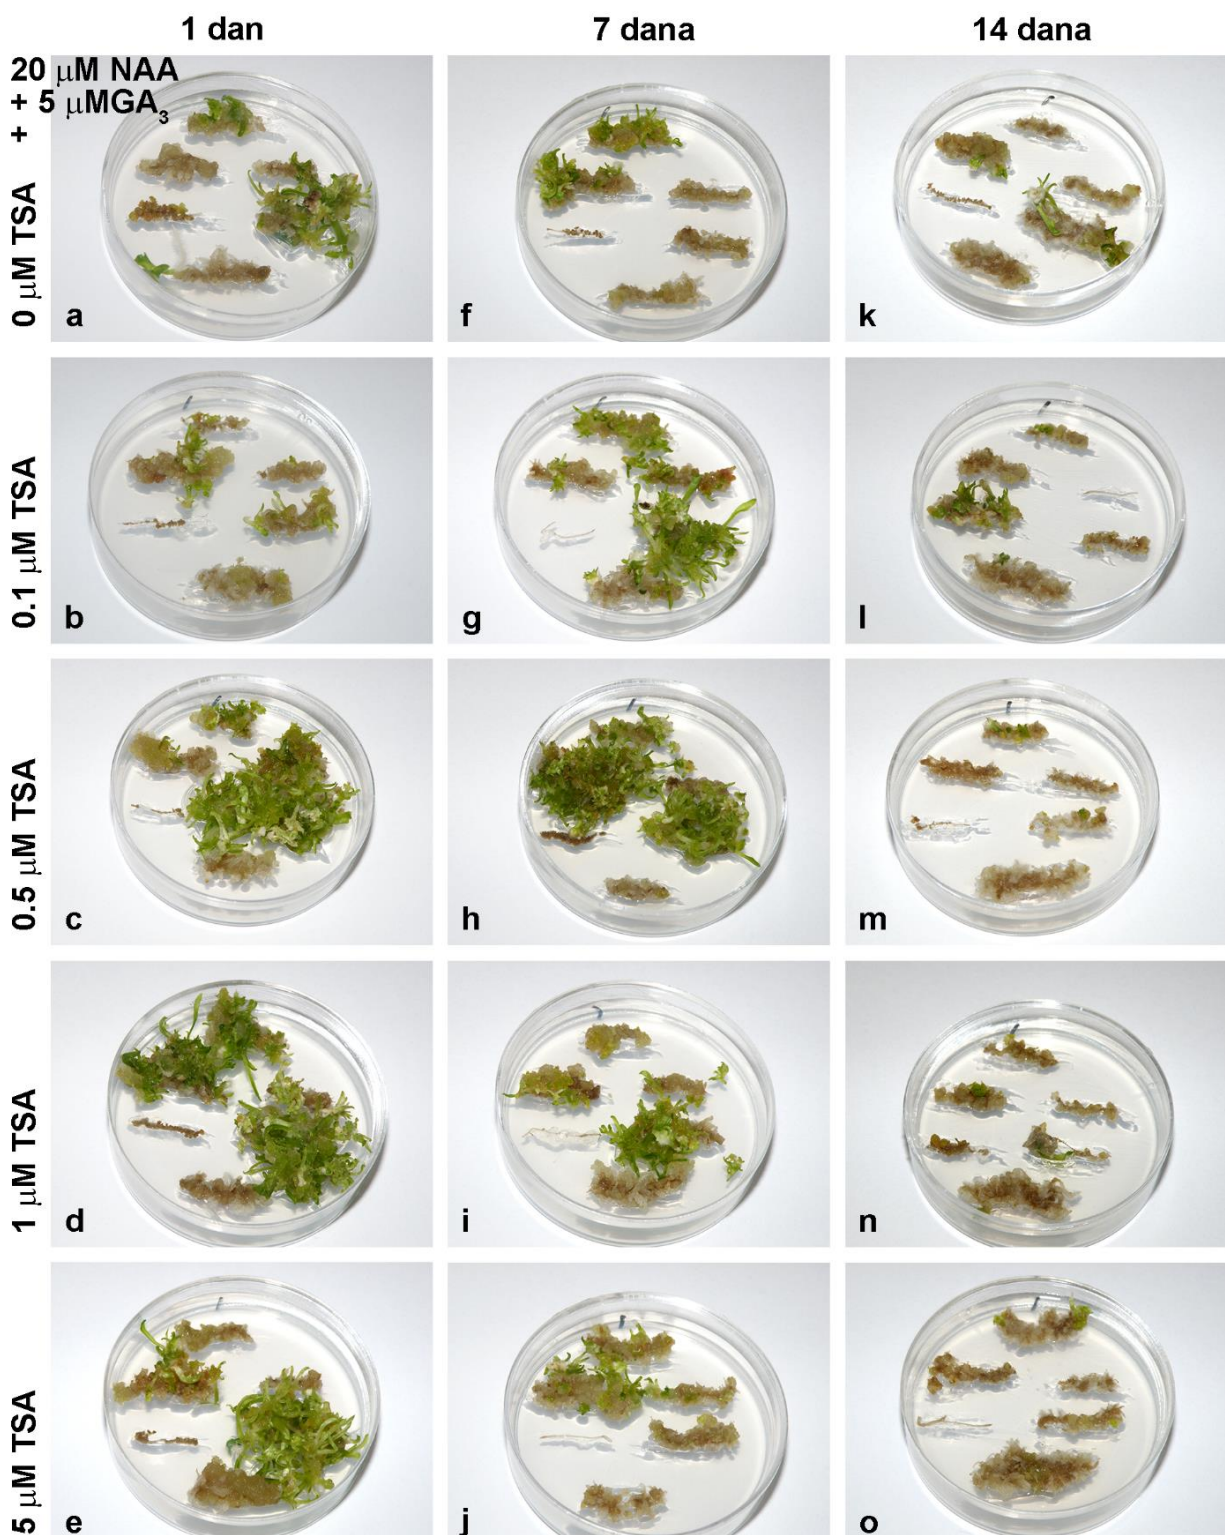 1 dan
7 dana
14 dana
20 μM NAA
+ 5 μMGA₃
+
0 μM TSA
a
f
k
0.1 μM TSA
b
g
l
0.5 μM TSA
c
h
m
1 μM TSA
d
i
n
5 μM TSA
e
j
o